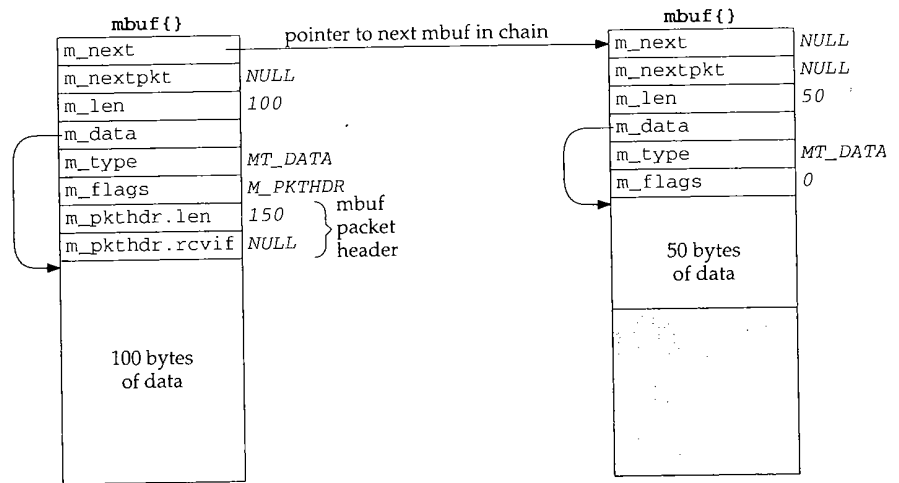 mbuf{}
m_next
m_nextpkt NULL
m_len 100
m_data
m_type MT_DATA
m_flags M_PKTHDR
m_pkthdr.len 150
m_pkthdr.rcvif NULL
mbuf
packet
header
100 bytes
of data
pointer to next mbuf in chain
mbuf{}
m_next NULL
m_nextpkt NULL
m_len 50
m_data
m_type MT_DATA
m_flags 0
50 bytes
of data